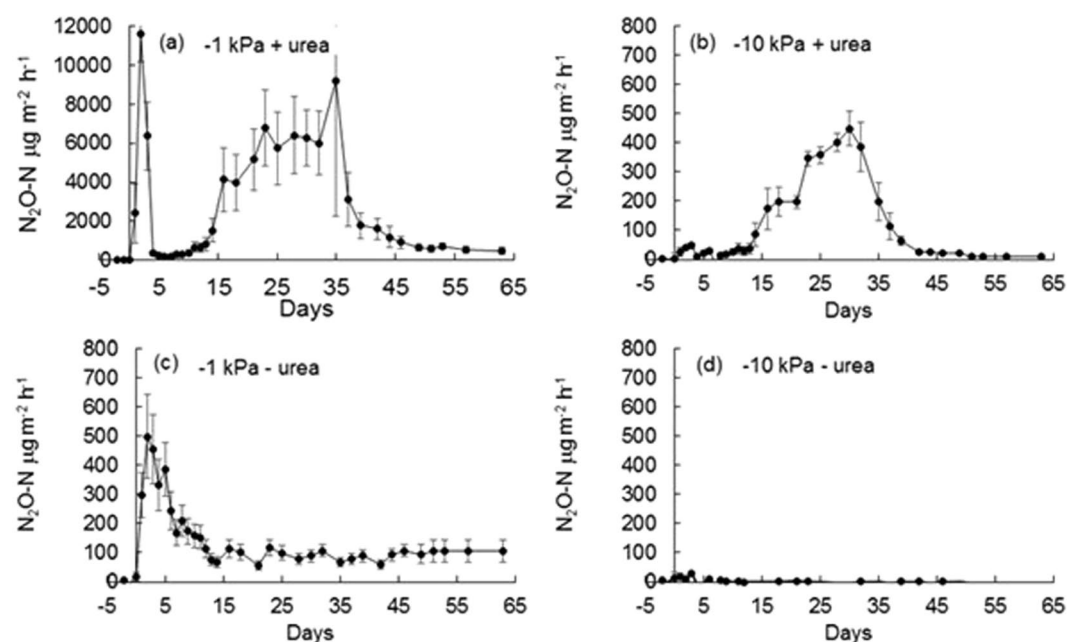 (a) -1 kPa + urea
N₂O-N µg m⁻² h⁻¹
12000
10000
8000
6000
4000
2000
0
-5 5 15 25 35 45 55 65
Days
(b) -10 kPa + urea
N₂O-N µg m⁻² h⁻¹
800
700
600
500
400
300
200
100
0
-5 5 15 25 35 45 55 65
Days
(c) -1 kPa - urea
N₂O-N µg m⁻² h⁻¹
800
700
600
500
400
300
200
100
0
-5 5 15 25 35 45 55 65
Days
(d) -10 kPa - urea
N₂O-N µg m⁻² h⁻¹
800
700
600
500
400
300
200
100
0
-5 5 15 25 35 45 55 65
Days